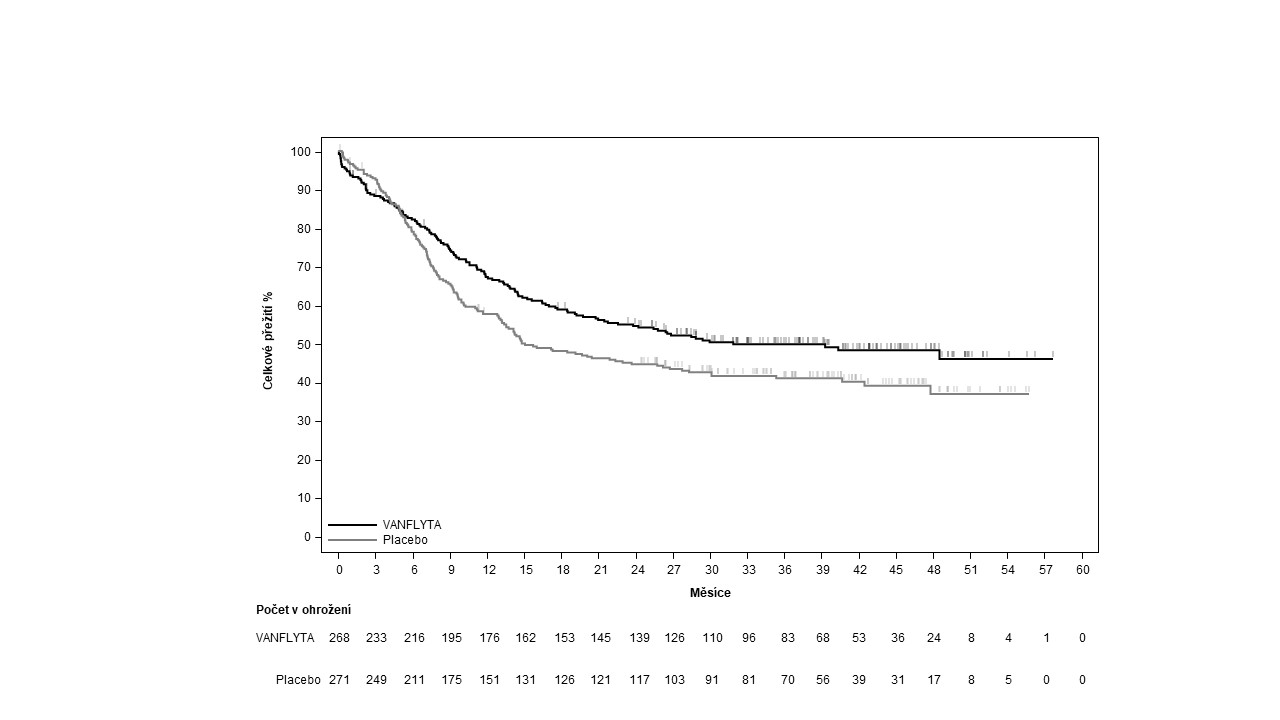 100
90
80
70
60
50
40
30
20
10
0
Celkové přežití %
VANFLYTA
Placebo
0 3 6 9 12 15 18 21 24 27 30 33 36 39 42 45 48 51 54 57 60
Měsíce
Počet v ohrožení
VANFLYTA 268 233 216 195 176 162 153 145 139 126 110 96 83 68 53 36 24 8 4 1 0
Placebo 271 249 211 175 151 131 126 121 117 103 91 81 70 56 39 31 17 8 5 0 0